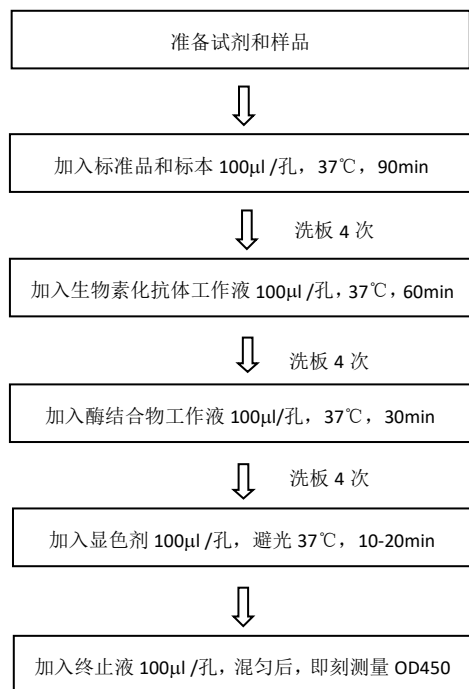 准备试剂和样品
加入标准品和标本 100μl /孔，37℃，90min
洗板 4 次
加入生物素化抗体工作液 100μl /孔，37℃，60min
洗板 4 次
加入酶结合物工作液 100μl/孔，37℃，30min
洗板 4 次
加入显色剂 100μl /孔，避光 37℃，10-20min
加入终止液 100μl /孔，混匀后，即刻测量 OD450